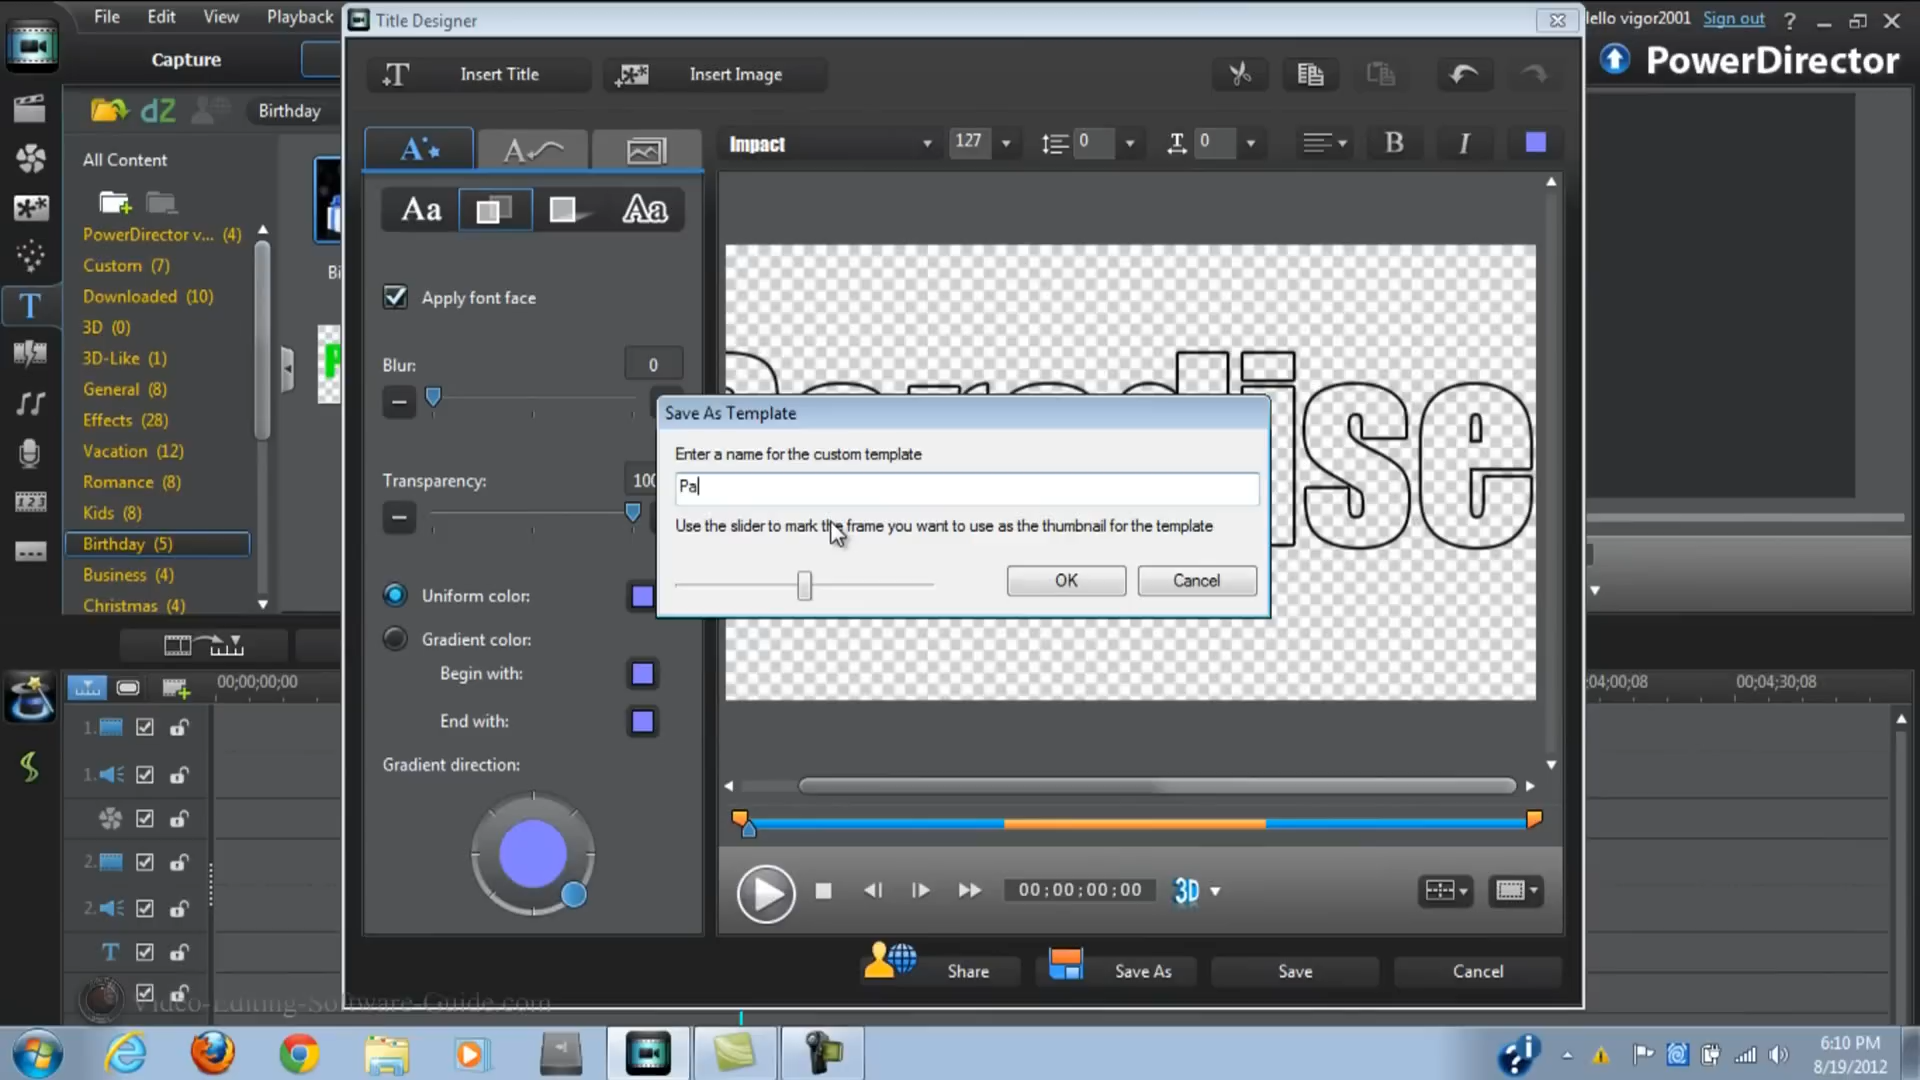 File Edit View Playback
Title Designer
Hello vigor2001 Sign out ?
Capture
PowerDirector
Insert Title Insert Image
Birthday
Impact 127 0 0 B I
All Content
Aa Aa
PowerDirector v... (4)
Custom (7)
Downloaded (10)
3D (0)
3D-Like (1)
General (8)
Effects (28)
Vacation (12)
Romance (8)
Kids (8)
Birthday (5)
Business (4)
Christmas (4)
Apply font face
Blur: 0
Transparency: 100
Uniform color:
Gradient color:
Begin with:
End with:
Gradient direction:
Paradise
Save As Template
Enter a name for the custom template
Pa
Use the slider to mark the frame you want to use as the thumbnail for the template
OK Cancel
00;00;00;00
;04;00;08 00;04;30;08
1.
1.
2.
2.
T
00;00;00;00 3D
Share Save As Save Cancel
Video-Editing-Software-Guide.com
6:10 PM
8/19/2012